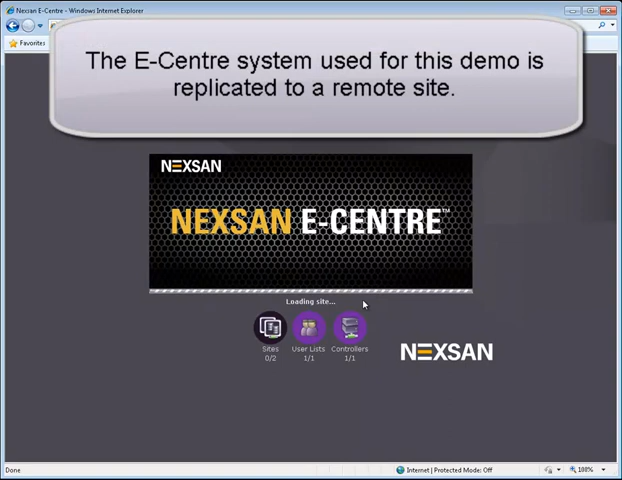 Nexsan E-Centre - Windows Internet Explorer
Favorites
The E-Centre system used for this demo is
replicated to a remote site.
NEXSAN
NEXSAN E-CENTRE™
Loading site...
Sites
0/2
User Lists
1/1
Controllers
1/1
NEXSAN
Done
Internet | Protected Mode: Off
100%